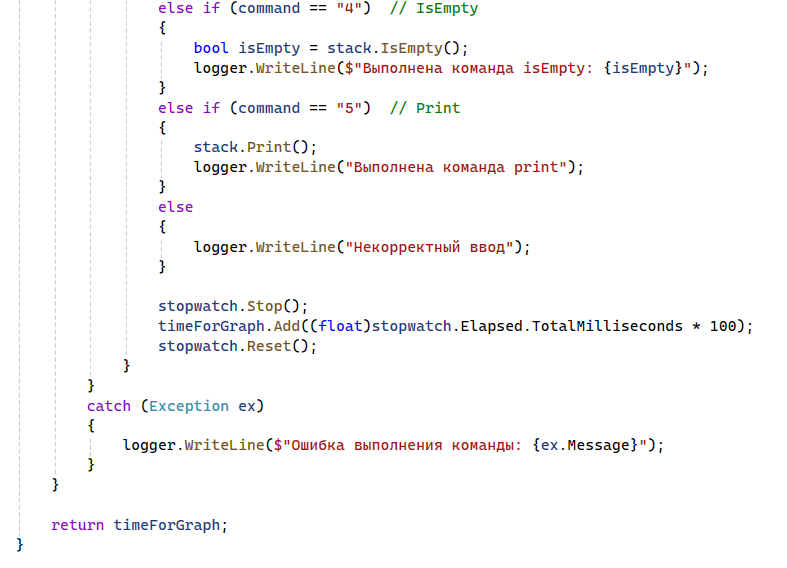 else if (command == "4")  // IsEmpty
{
bool isEmpty = stack.IsEmpty();
logger.WriteLine($"Выполнена команда isEmpty: {isEmpty}");
}
else if (command == "5")  // Print
{
stack.Print();
logger.WriteLine("Выполнена команда print");
}
else
{
logger.WriteLine("Некорректный ввод");
}
stopwatch.Stop();
timeForGraph.Add((float)stopwatch.Elapsed.TotalMilliseconds * 100);
stopwatch.Reset();
}
}
catch (Exception ex)
{
logger.WriteLine($"Ошибка выполнения команды: {ex.Message}");
}
}
return timeForGraph;
}